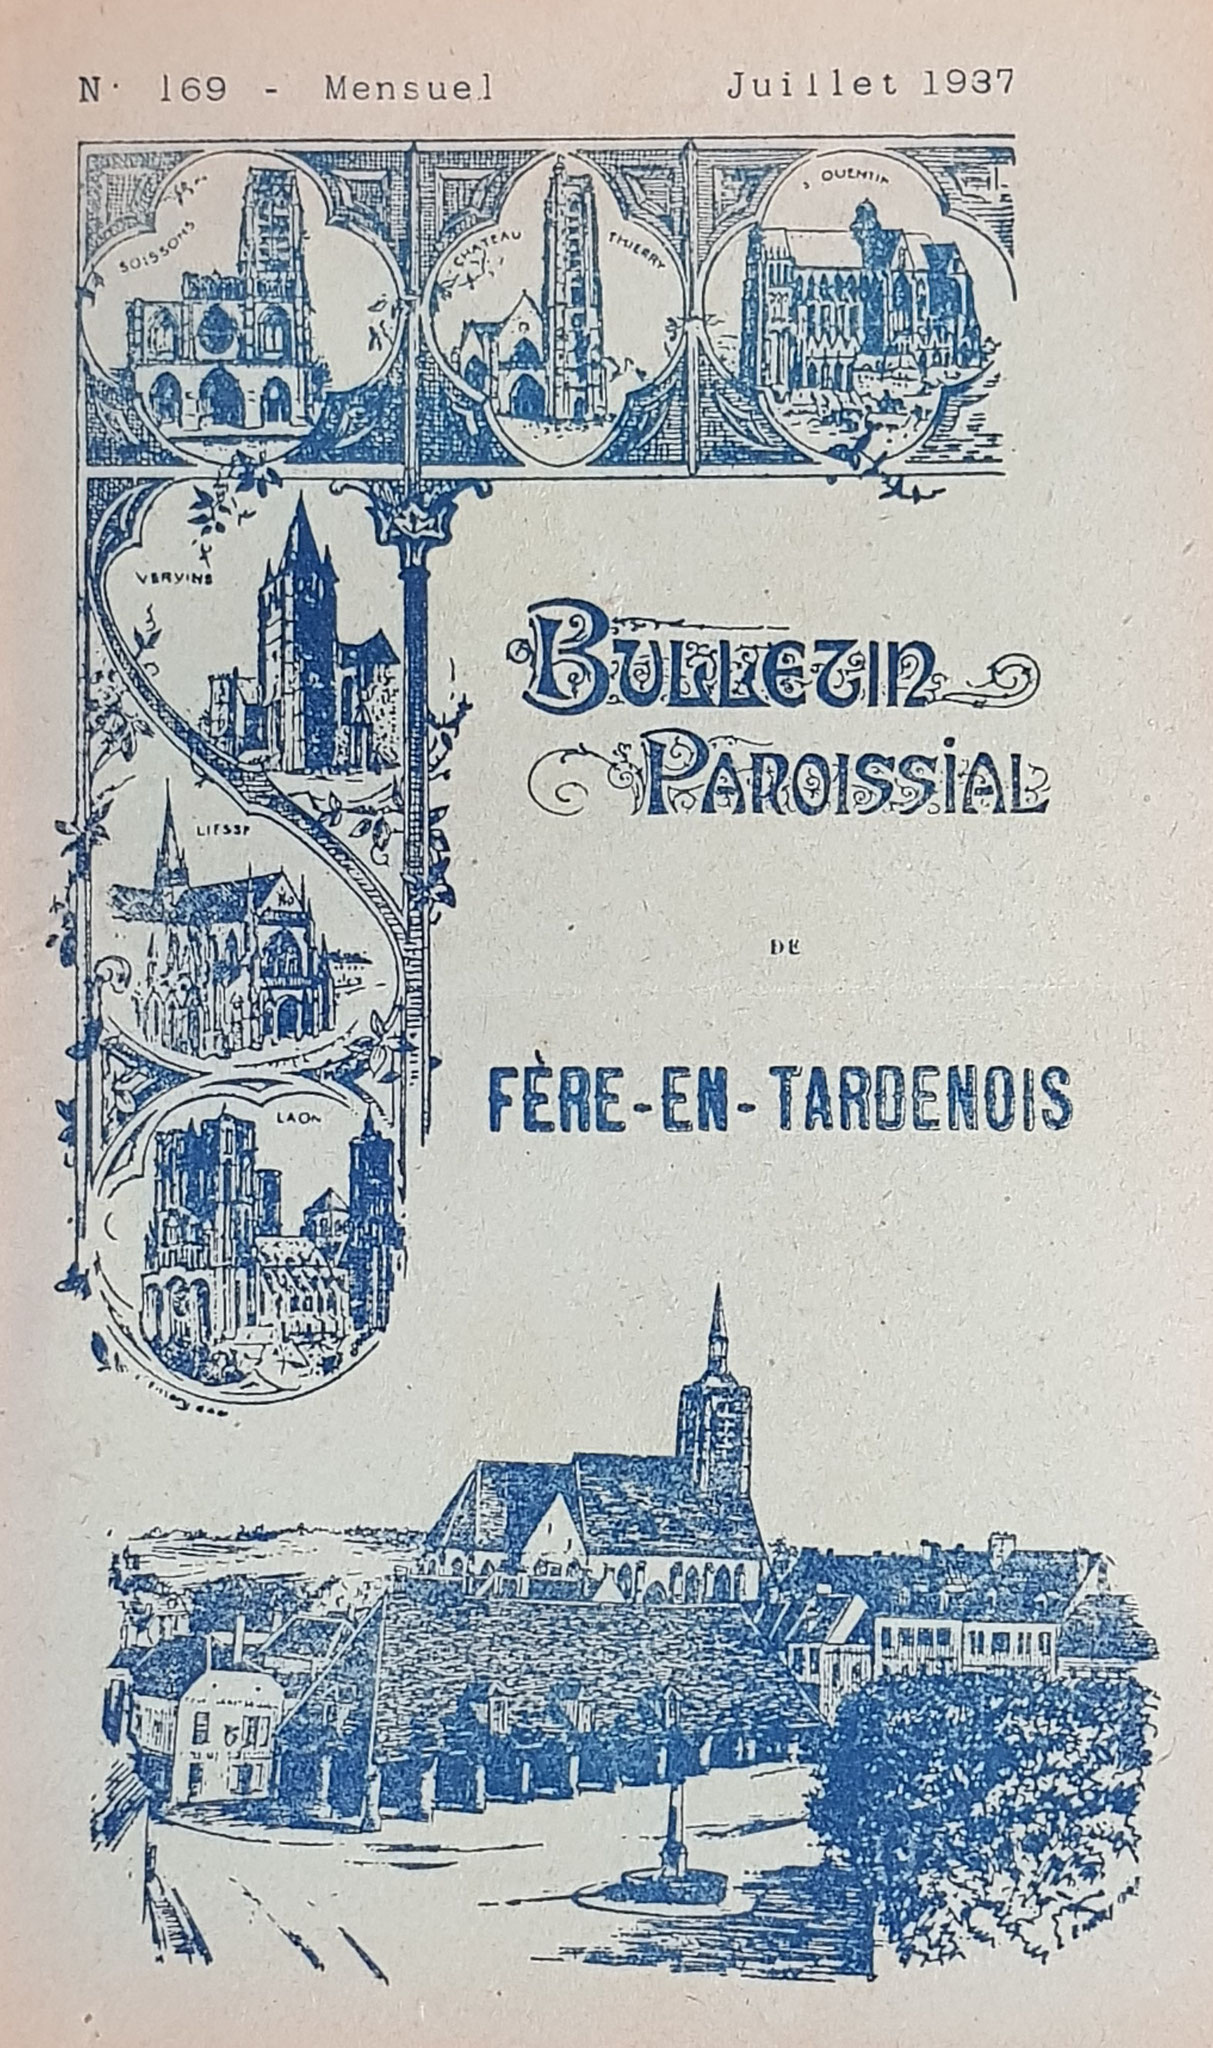 N° 169 - Mensuel Juillet 1937
SOISSONS
CHATEAU THIERRY
S QUENTIN
VERVINS
BULLETIN
PAROISSIAL
LIESSE
DE
FÈRE-EN-TARDENOIS
LAON